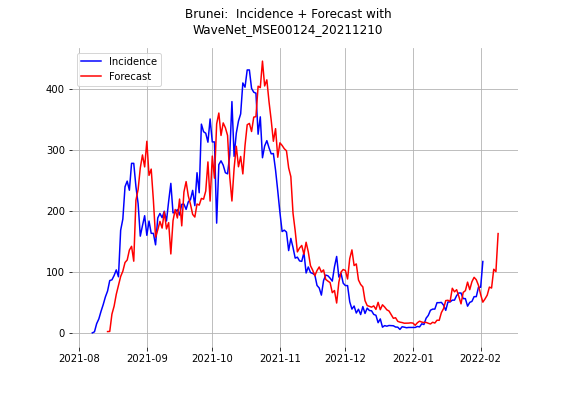 Brunei:  Incidence + Forecast with
WaveNet_MSE00124_20211210
Incidence
Forecast
400
300
200
100
0
2021-08 2021-09 2021-10 2021-11 2021-12 2022-01 2022-02